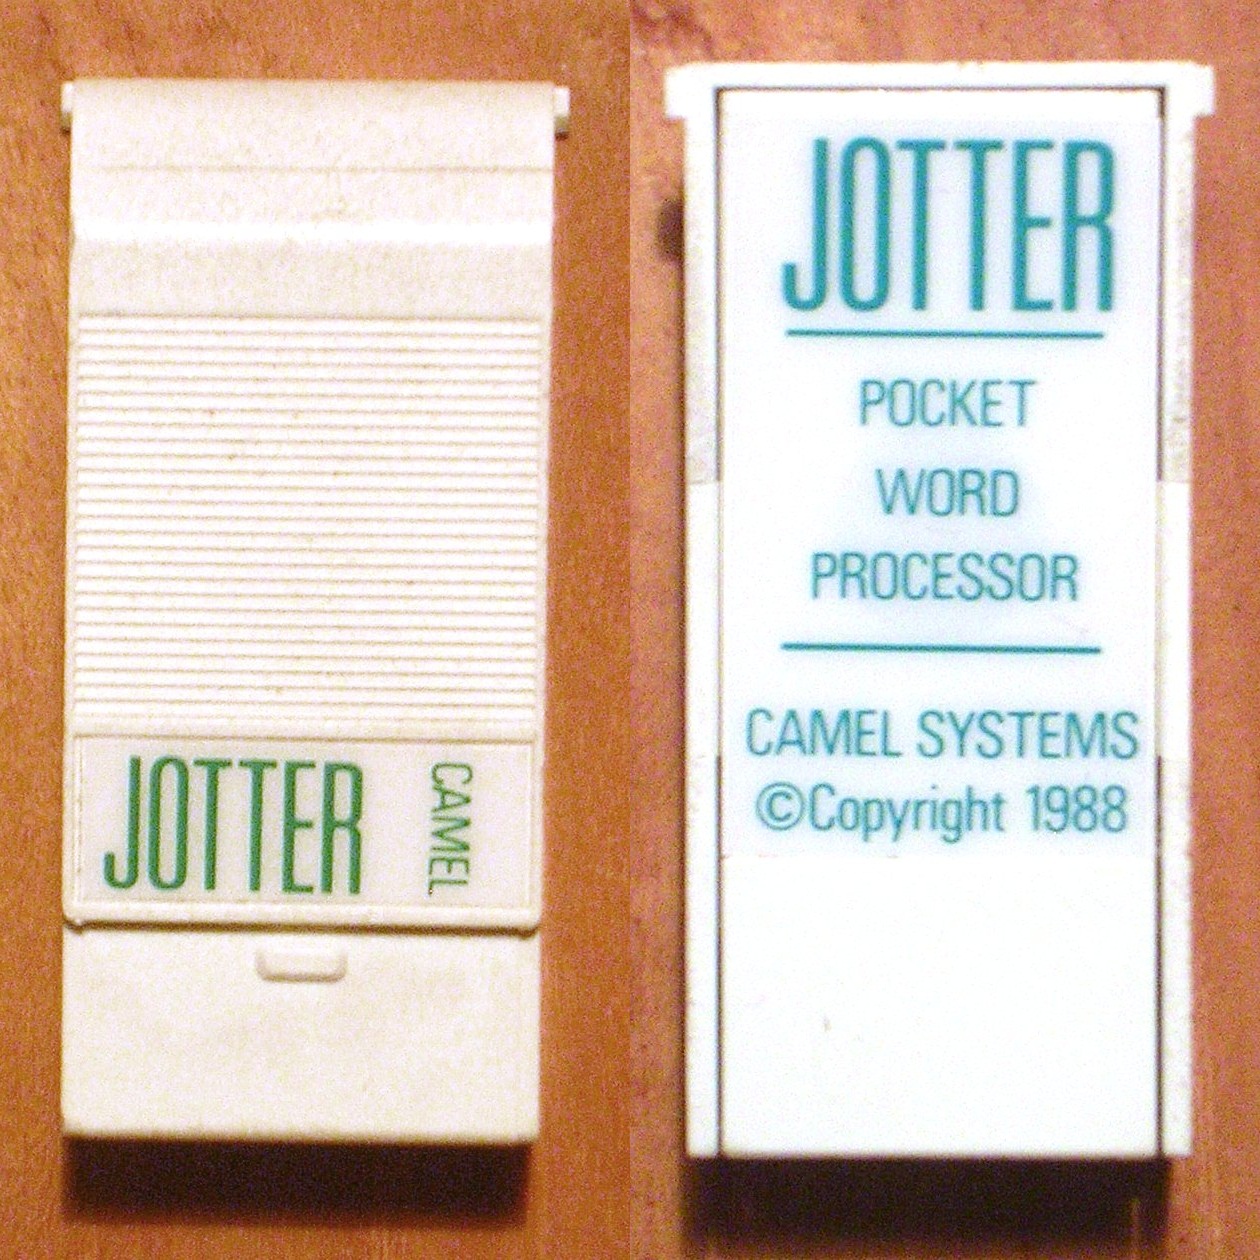 JOTTER
CAMEL
JOTTER
POCKET
WORD
PROCESSOR
CAMEL SYSTEMS
©Copyright 1988